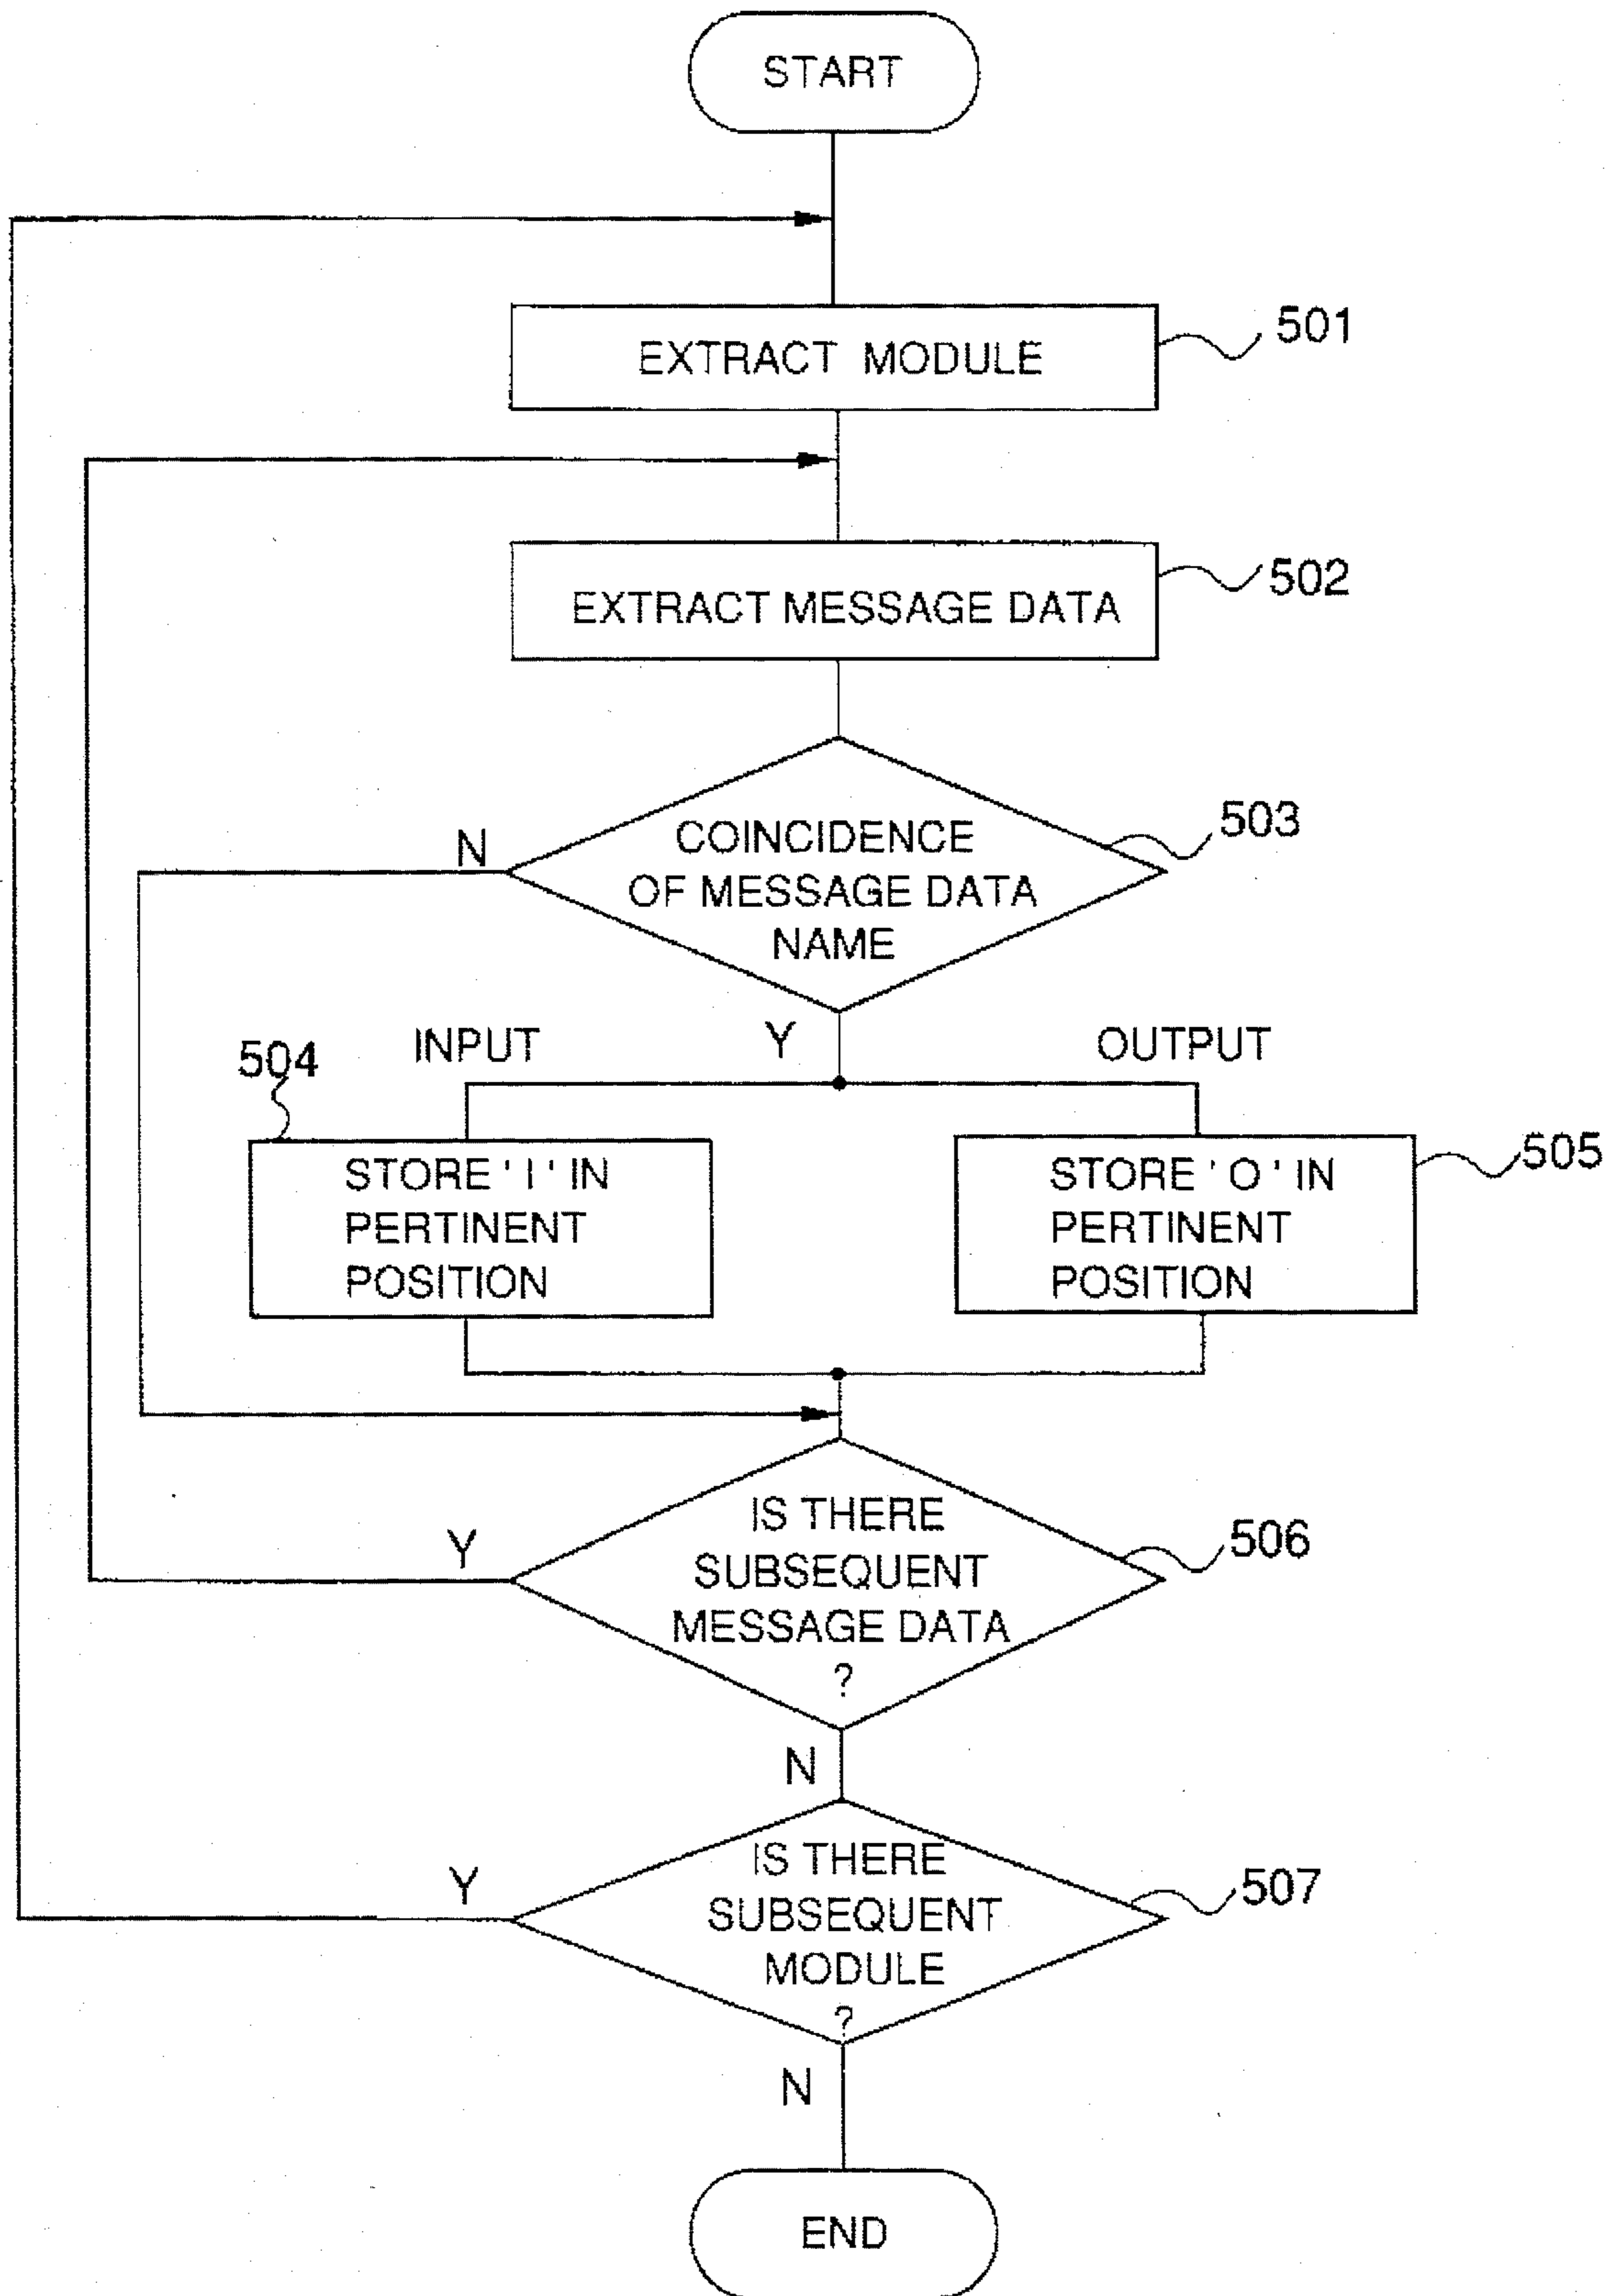 START
EXTRACT MODULE
501
EXTRACT MESSAGE DATA
502
COINCIDENCE
OF MESSAGE DATA
NAME
503
N
Y
INPUT
OUTPUT
504
STORE ' I ' IN
PERTINENT
POSITION
STORE ' O ' IN
PERTINENT
POSITION
505
IS THERE
SUBSEQUENT
MESSAGE DATA
?
506
Y
N
IS THERE
SUBSEQUENT
MODULE
?
507
Y
N
END